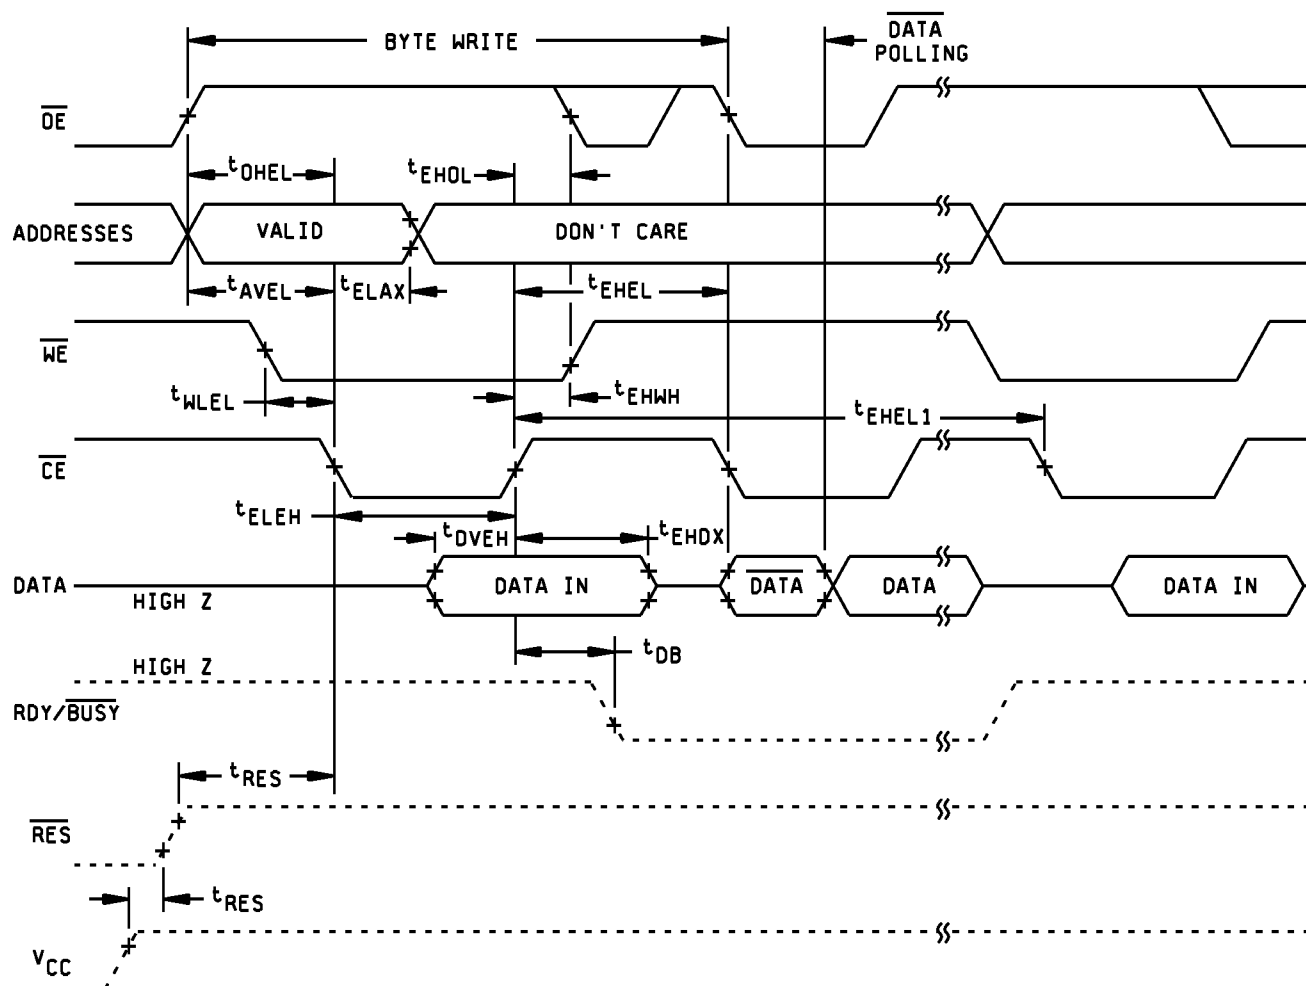 BYTE WRITE
DATA
POLLING
OE
tOHEL
tEHOL
ADDRESSES
VALID
DON'T CARE
tAVEL
tELAX
tEHEL
WE
tWLEL
tEHWH
tEHEL1
CE
tELEH
tDVEH
tEHDX
DATA
HIGH Z
DATA IN
DATA
DATA
DATA IN
tDB
HIGH Z
RDY/BUSY
tRES
RES
tRES
VCC